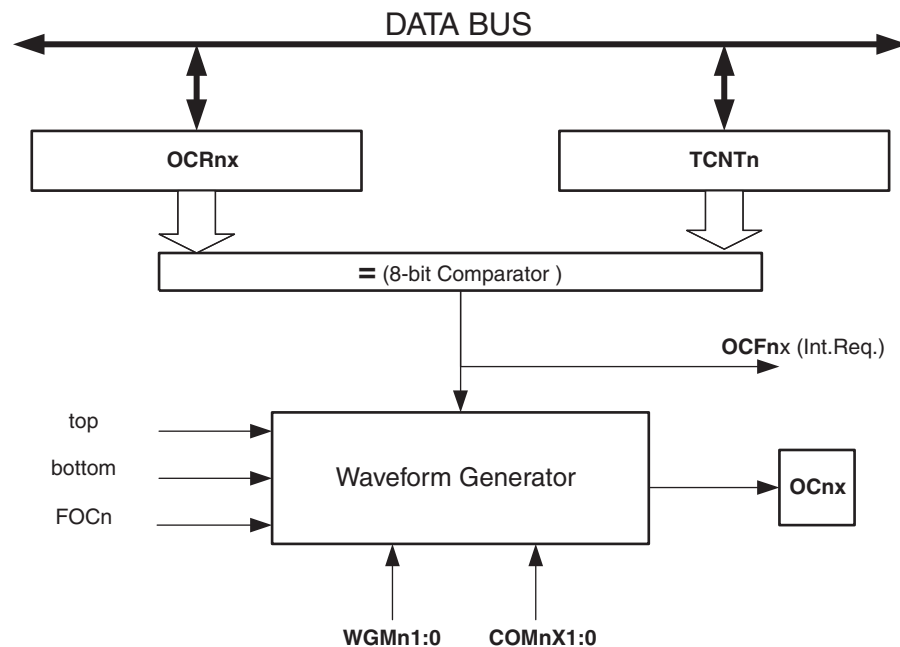 DATA BUS
OCRnx
TCNTn
= (8-bit Comparator )
OCFnx (Int.Req.)
top
bottom
FOCn
Waveform Generator
OCnx
WGMn1:0
COMnX1:0